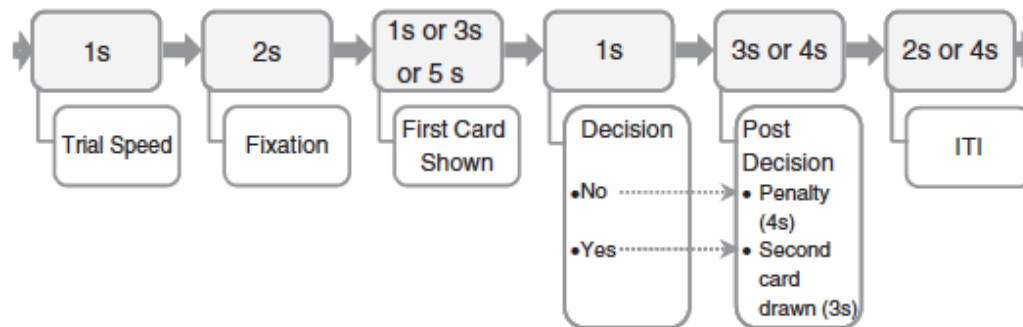 1s
2s
1s or 3s
or 5 s
1s
3s or 4s
2s or 4s
Trial Speed
Fixation
First Card
Shown
Decision
•No
•Yes
Post
Decision
• Penalty
(4s)
• Second
card
drawn (3s)
ITI